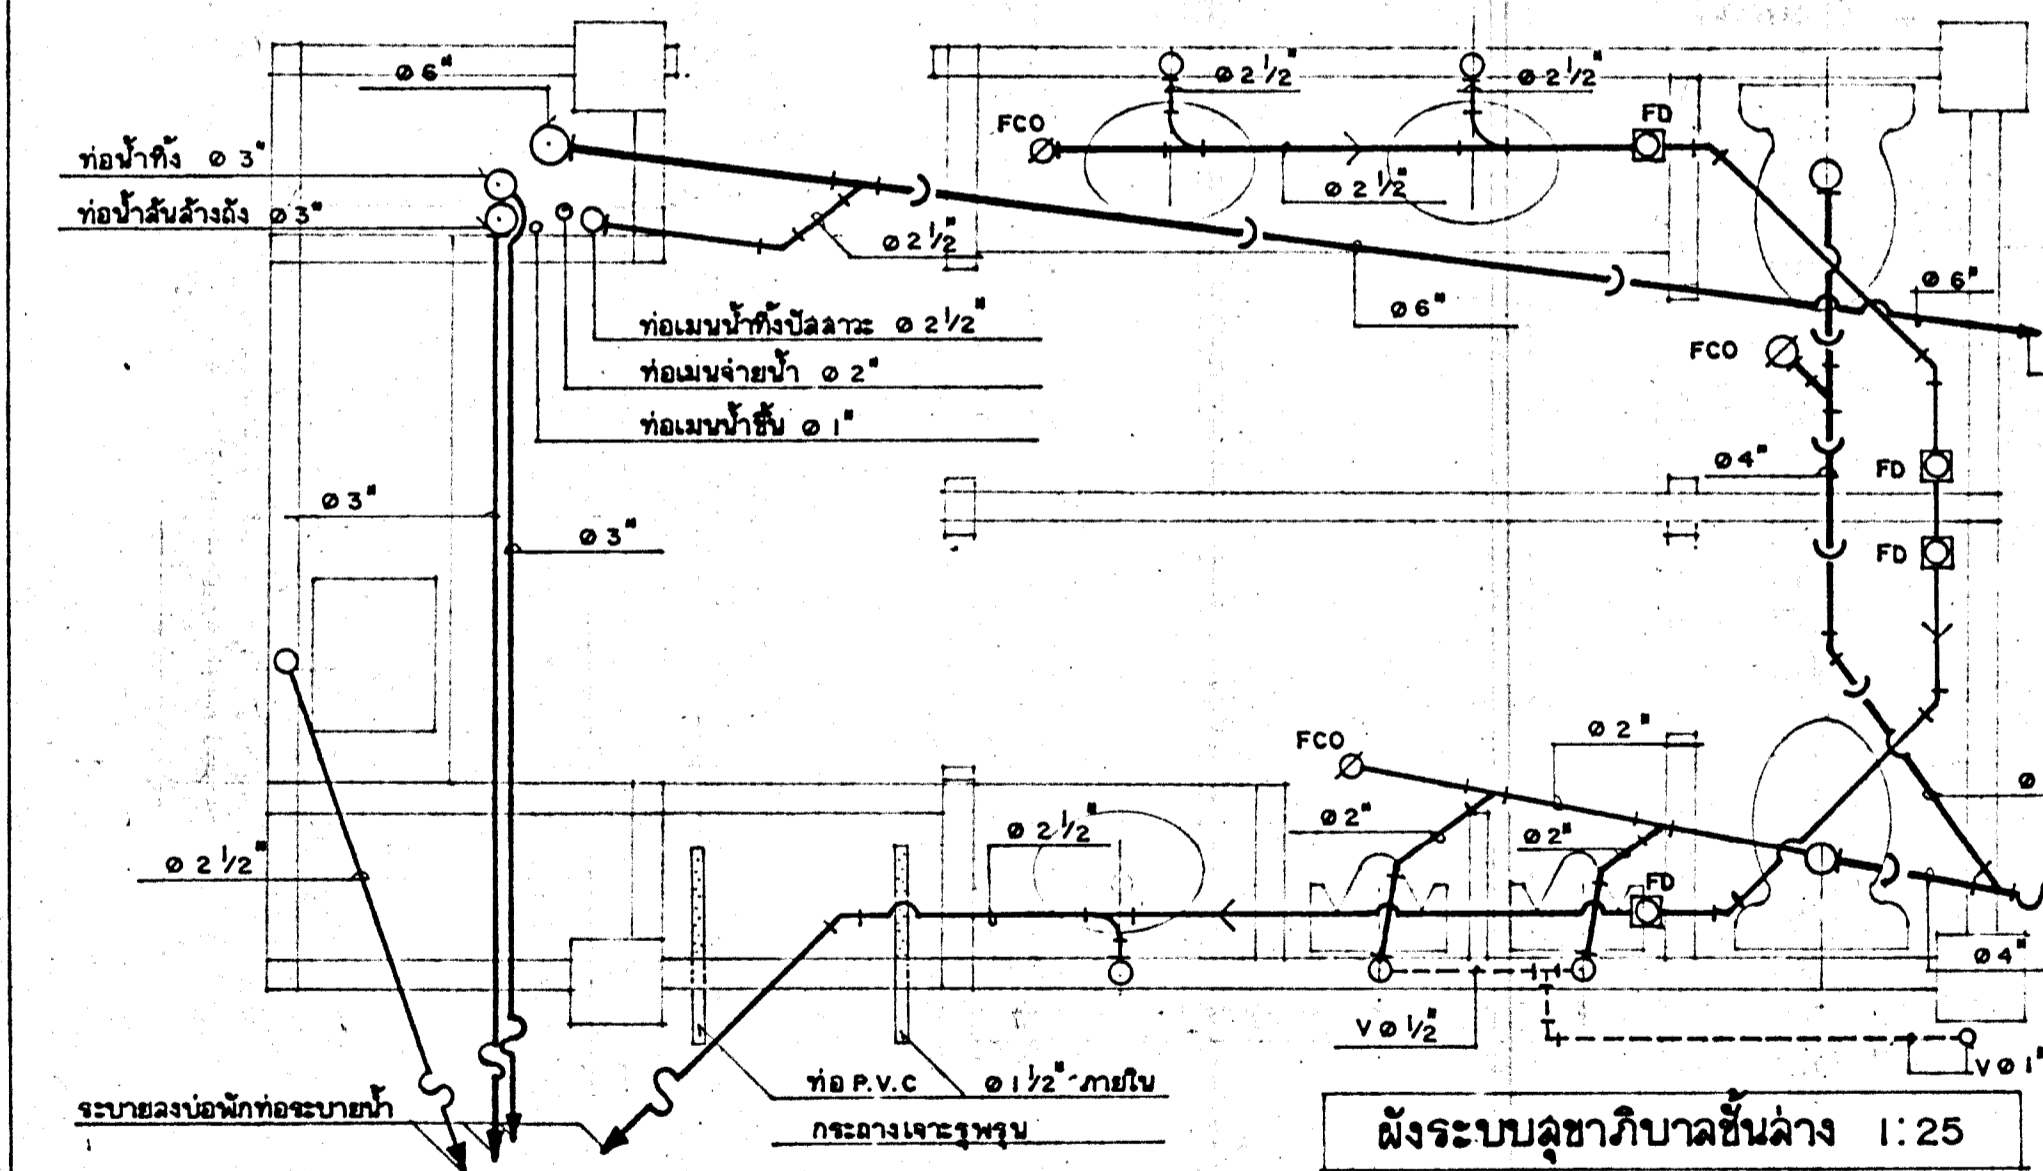 ø 6"
ø 2 1/2"
ø 2 1/2"
FCO
FD
ท่อน้ำทิ้ง ø 3"
ø 2 1/2"
ท่อน้ำล้นล้างถัง ø 3"
ø 2 1/2"
ø 6"
ø 6"
ท่อเมนน้ำทิ้งปัสสาวะ ø 2 1/2"
FCO
ท่อเมนจ่ายน้ำ ø 2"
ท่อเมนน้ำขึ้น ø 1"
ø 4"
FD
ø 3"
ø 3"
FD
FCO
ø 2"
ø
ø 2 1/2"
ø 2"
ø 2"
ø 2 1/2"
FD
ø 4"
V ø 1/2"
V ø 1"
ท่อ P.V.C ø 1 1/2" ภายใน
ระบายลงบ่อพักท่อระบายน้ำ
กระถางเจาะรูพรุน
ผังระบบสุขาภิบาลชั้นล่าง 1:25